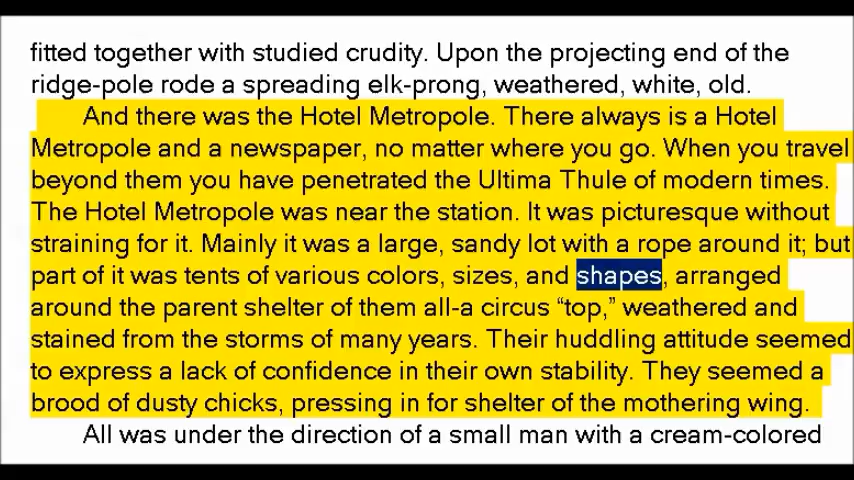 fitted together with studied crudity. Upon the projecting end of the
ridge-pole rode a spreading elk-prong, weathered, white, old.
And there was the Hotel Metropole. There always is a Hotel
Metropole and a newspaper, no matter where you go. When you travel
beyond them you have penetrated the Ultima Thule of modern times.
The Hotel Metropole was near the station. It was picturesque without
straining for it. Mainly it was a large, sandy lot with a rope around it; but
part of it was tents of various colors, sizes, and shapes, arranged
around the parent shelter of them all-a circus “top,” weathered and
stained from the storms of many years. Their huddling attitude seemed
to express a lack of confidence in their own stability. They seemed a
brood of dusty chicks, pressing in for shelter of the mothering wing.
All was under the direction of a small man with a cream-colored